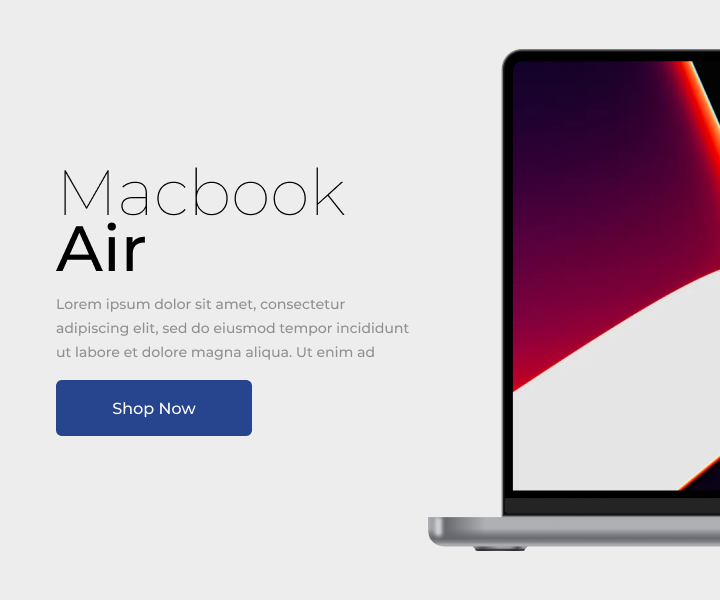 Macbook
Air
Lorem ipsum dolor sit amet, consectetur
adipiscing elit, sed do eiusmod tempor incididunt
ut labore et dolore magna aliqua. Ut enim ad
Shop Now